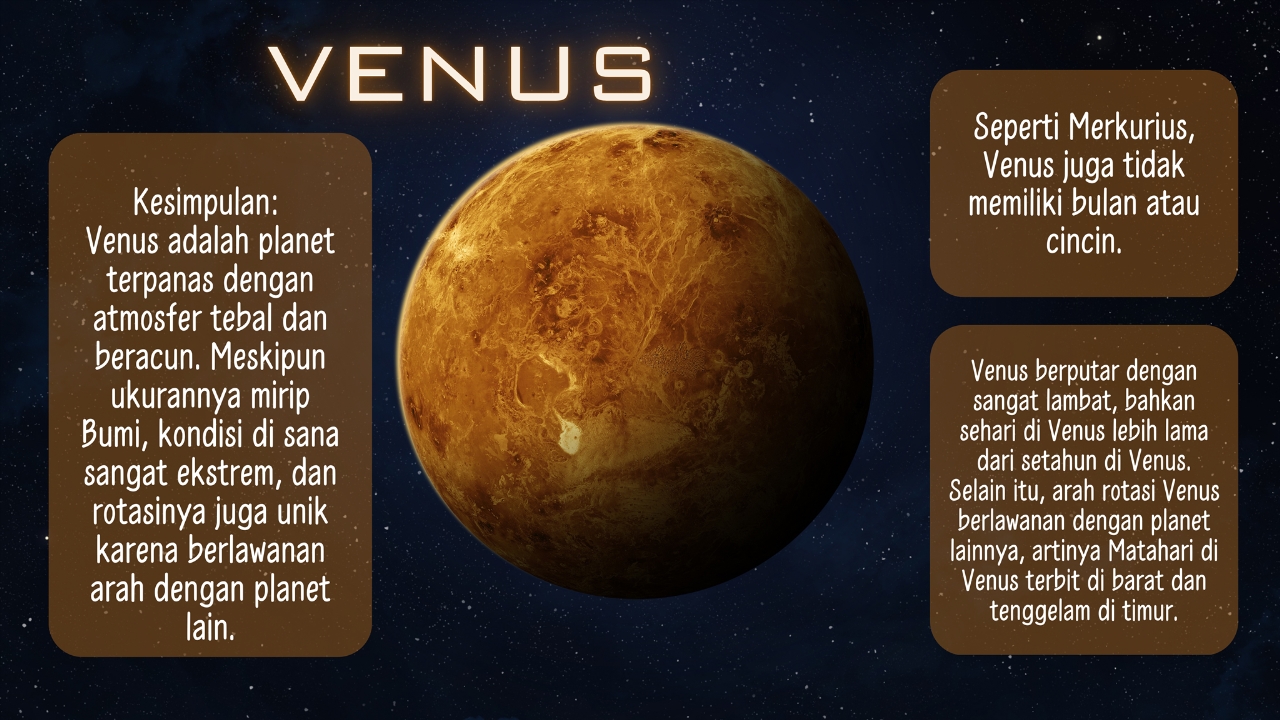 VENUS
Kesimpulan:
Venus adalah planet
terpanas dengan
atmosfer tebal dan
beracun. Meskipun
ukurannya mirip
Bumi, kondisi di sana
sangat ekstrem, dan
rotasinya juga unik
karena berlawanan
arah dengan planet
lain.
Seperti Merkurius,
Venus juga tidak
memiliki bulan atau
cincin.
Venus berputar dengan
sangat lambat, bahkan
sehari di Venus lebih lama
dari setahun di Venus.
Selain itu, arah rotasi Venus
berlawanan dengan planet
lainnya, artinya Matahari di
Venus terbit di barat dan
tenggelam di timur.